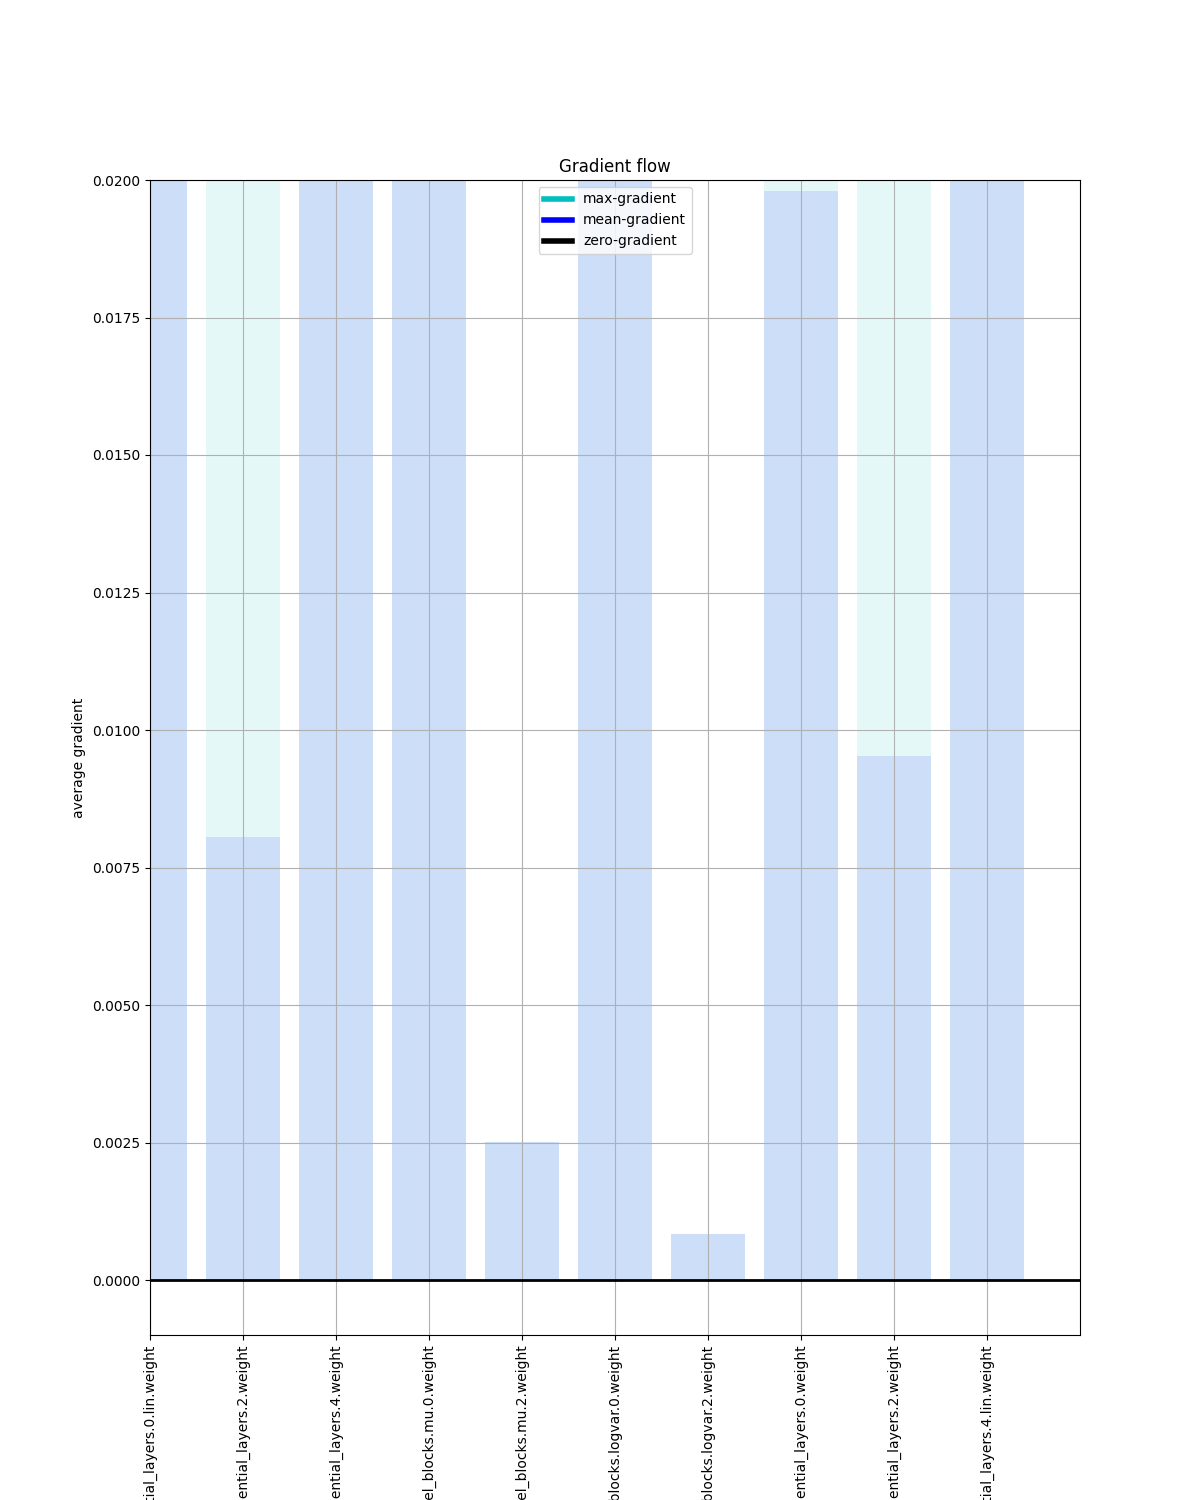 Gradient flow
max-gradient
mean-gradient
zero-gradient
0.0200
0.0175
0.0150
0.0125
0.0100
0.0075
0.0050
0.0025
0.0000
average gradient
tial_layers.0.lin.weight
ential_layers.2.weight
ential_layers.4.weight
el_blocks.mu.0.weight
el_blocks.mu.2.weight
blocks.logvar.0.weight
blocks.logvar.2.weight
ential_layers.0.weight
ential_layers.2.weight
tial_layers.4.lin.weight